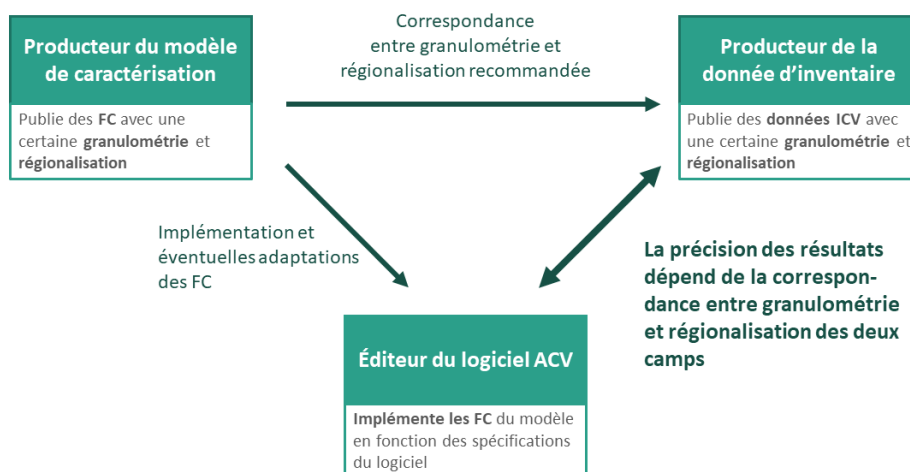 Correspondance
entre granulométrie et
régionalisation recommandée
Producteur du modèle
de caractérisation
Publie des FC avec une
certaine granulométrie et
régionalisation
Producteur de la
donnée d'inventaire
Publie des données ICV avec
une certaine granulométrie et
régionalisation
Implémentation et
éventuelles adaptations
des FC
La précision des résultats
dépend de la correspon-
dance entre granulométrie
et régionalisation des deux
camps
Éditeur du logiciel ACV
Implémente les FC du modèle
en fonction des spécifications
du logiciel